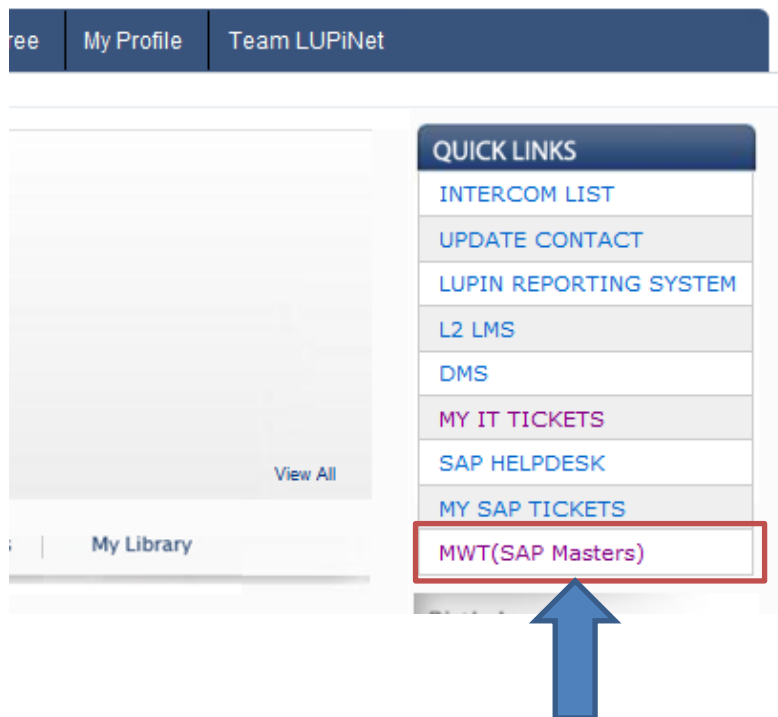 ree My Profile Team LUPiNet
QUICK LINKS
INTERCOM LIST
UPDATE CONTACT
LUPIN REPORTING SYSTEM
L2 LMS
DMS
MY IT TICKETS
SAP HELPDESK
View All
MY SAP TICKETS
My Library
MWT(SAP Masters)